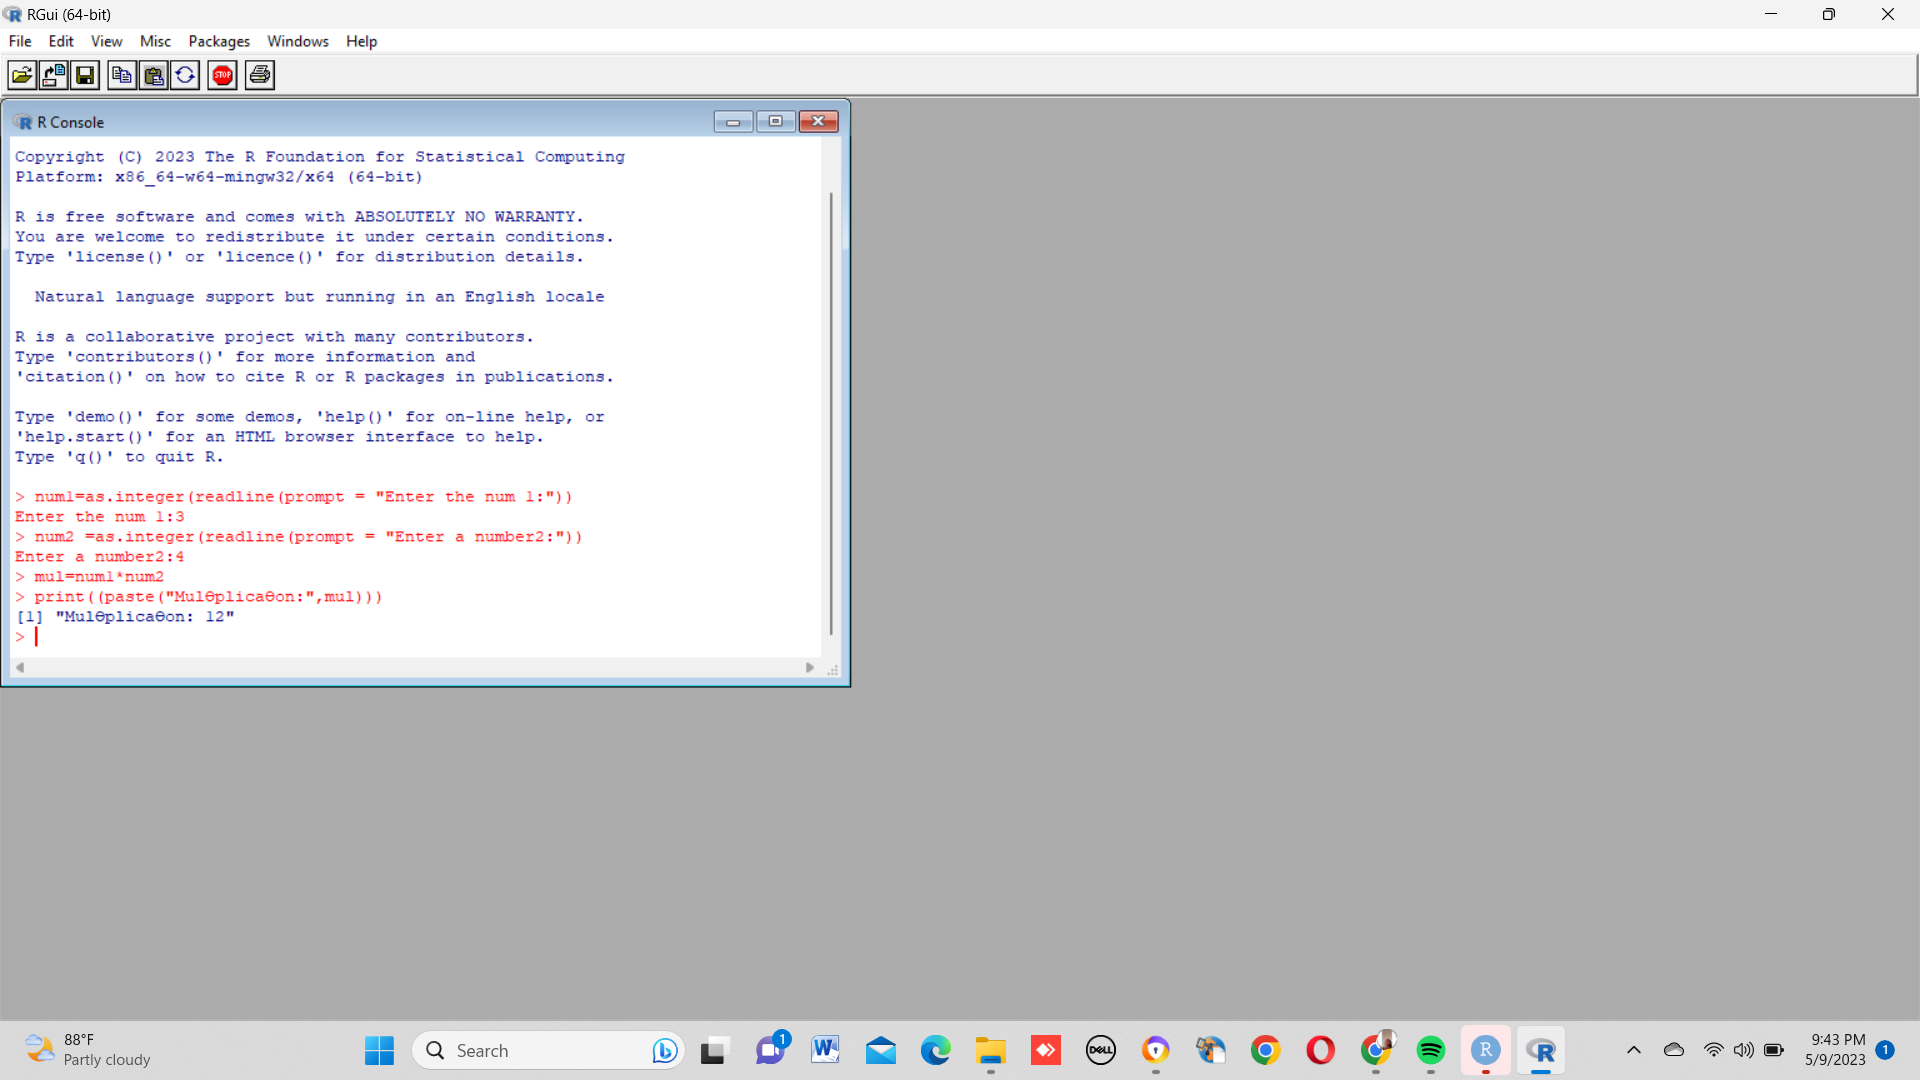 RGui (64-bit)
File Edit View Misc Packages Windows Help
STOP
R Console
Copyright (C) 2023 The R Foundation for Statistical Computing
Platform: x86_64-w64-mingw32/x64 (64-bit)
R is free software and comes with ABSOLUTELY NO WARRANTY.
You are welcome to redistribute it under certain conditions.
Type 'license()' or 'licence()' for distribution details.
Natural language support but running in an English locale
R is a collaborative project with many contributors.
Type 'contributors()' for more information and
'citation()' on how to cite R or R packages in publications.
Type 'demo()' for some demos, 'help()' for on-line help, or
'help.start()' for an HTML browser interface to help.
Type 'q()' to quit R.
> num1=as.integer(readline(prompt = "Enter the num 1:"))
Enter the num 1:3
> num2 =as.integer(readline(prompt = "Enter a number2:"))
Enter a number2:4
> mul=num1*num2
> print((paste("MulƟplicaƟon:",mul)))
[1] "MulƟplicaƟon: 12"
>
88°F
Partly cloudy
Search
1
W
DELL
R
R
9:43 PM
5/9/2023
1